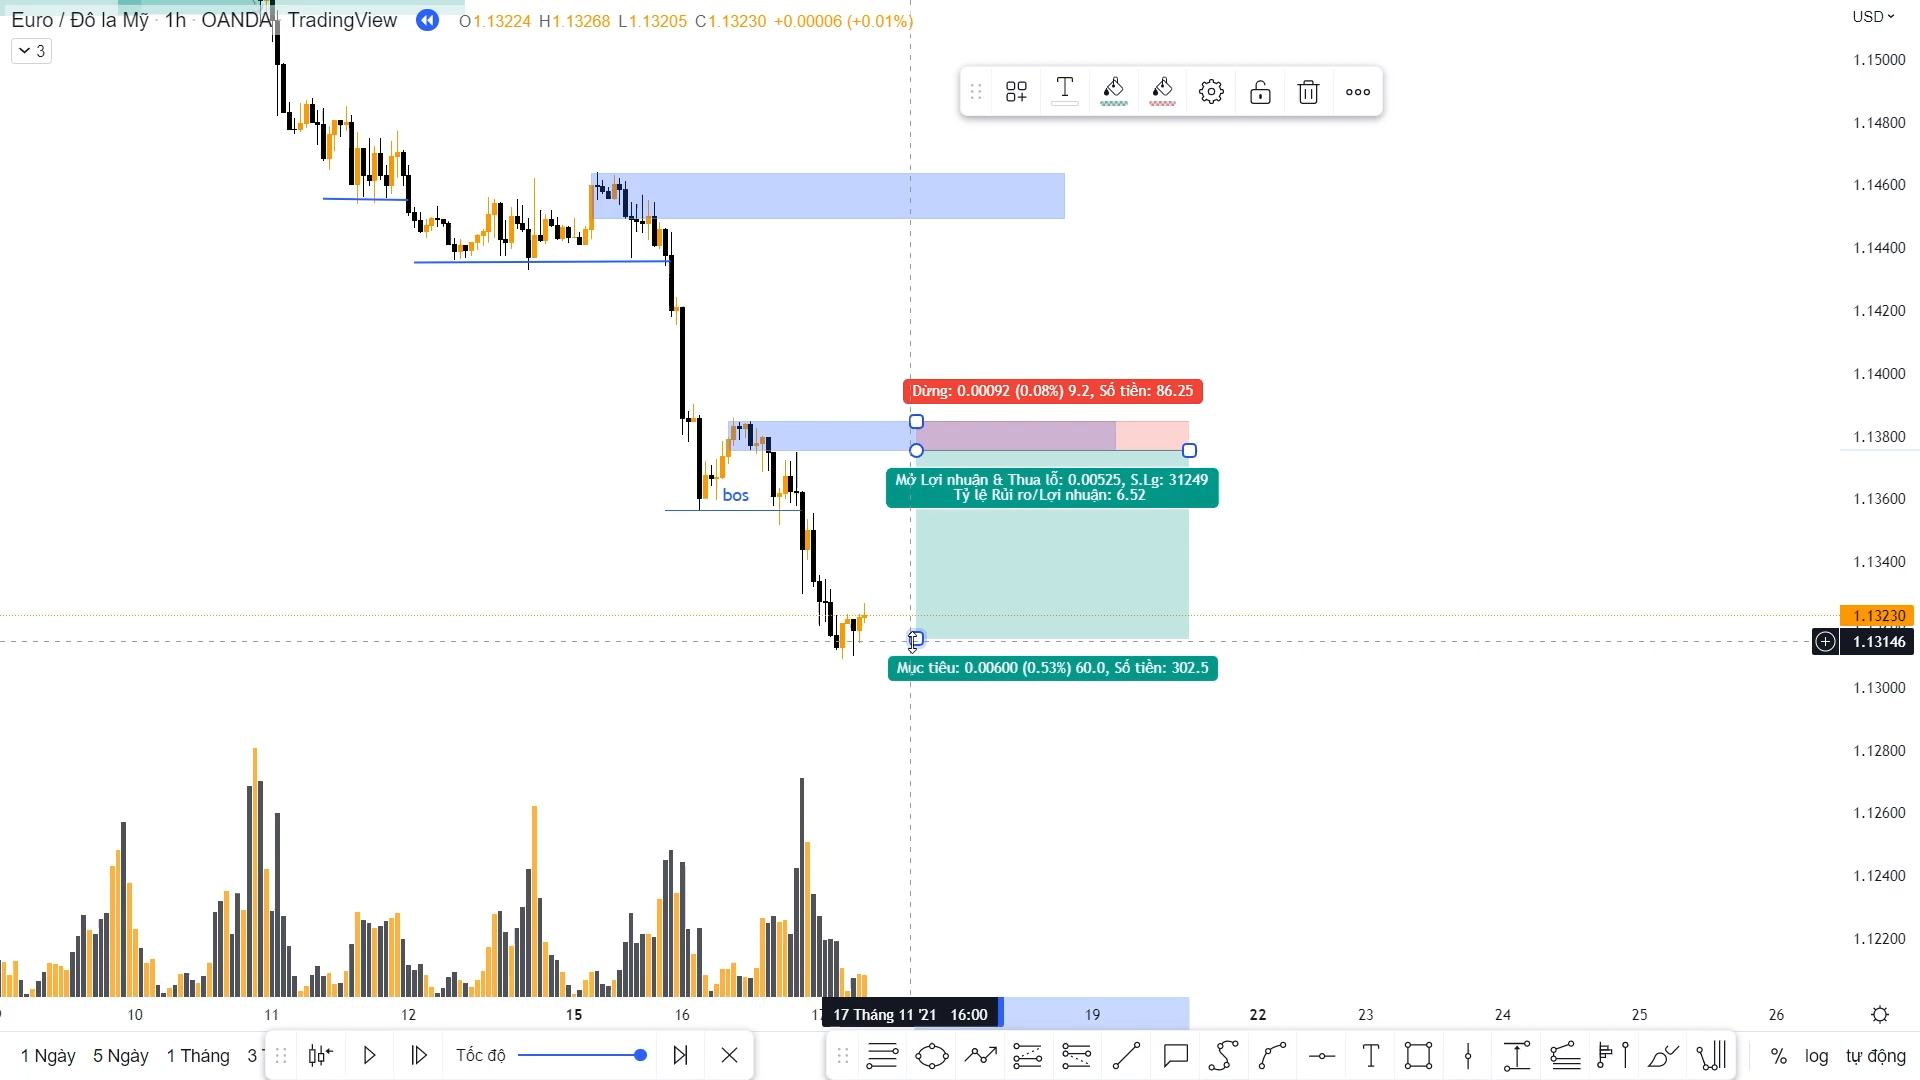 Euro / Đô la Mỹ · 1h · OANDA · TradingView
O1.13224 H1.13268 L1.13205 C1.13230 +0.00006 (+0.01%)
USD
3
1.15000
1.14800
1.14600
1.14400
1.14200
1.14000
1.13800
1.13600
1.13400
1.13230
1.13146
1.13000
1.12800
1.12600
1.12400
1.12200
Dừng: 0.00092 (0.08%) 9.2, Số tiền: 86.25
Mở Lợi nhuận & Thua lỗ: 0.00525, S.Lg: 31249
Tỷ lệ Rủi ro/Lợi nhuận: 6.52
bos
Mục tiêu: 0.00600 (0.53%) 60.0, Số tiền: 302.5
10 11 12 15 16 17 Tháng 11 '21 16:00 19 22 23 24 25 26
1 Ngày 5 Ngày 1 Tháng 3
Tốc độ
% log tự động